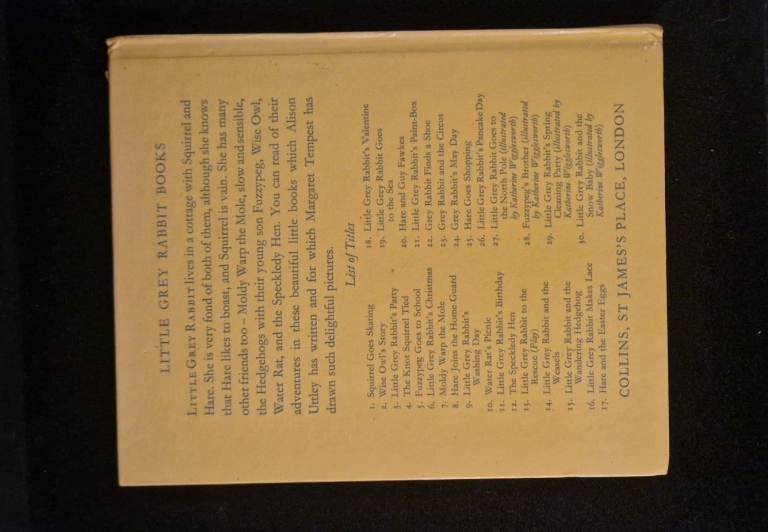 LITTLE GREY RABBIT BOOKS
LITTLE GREY RABBIT lives in a cottage with Squirrel and
Hare. She is very fond of both of them, although she knows
that Hare likes to boast, and Squirrel is vain. She has many
other friends too – Moldy Warp the Mole, slow and sensible,
the Hedgehogs with their young son Fuzzypeg, Wise Owl,
Water Rat, and the Speckledy Hen. You can read of their
adventures in these beautiful little books which Alison
Uttley has written and for which Margaret Tempest has
drawn such delightful pictures.
List of Titles
1. Squirrel Goes Skating
2. Wise Owl's Story
3. Little Grey Rabbit's Party
4. The Knot Squirrel Tied
5. Fuzzypeg Goes to School
6. Little Grey Rabbit's Christmas
7. Moldy Warp the Mole
8. Hare Joins the Home Guard
9. Little Grey Rabbit's
Washing Day
10. Water Rat's Picnic
11. Little Grey Rabbit's Birthday
12. The Speckledy Hen
13. Little Grey Rabbit to the
Rescue (Play)
14. Little Grey Rabbit and the
Weasels
15. Little Grey Rabbit and the
Wandering Hedgehog
16. Little Grey Rabbit Makes Lace
17. Hare and the Easter Eggs
18. Little Grey Rabbit's Valentine
19. Little Grey Rabbit Goes
to the Sea
20. Hare and Guy Fawkes
21. Little Grey Rabbit's Paint-Box
22. Grey Rabbit Finds a Shoe
23. Grey Rabbit and the Circus
24. Grey Rabbit's May Day
25. Hare Goes Shopping
26. Little Grey Rabbit's Pancake Day
27. Little Grey Rabbit Goes to
the North Pole (illustrated
by Katherine Wigglesworth)
28. Fuzzypeg's Brother (illustrated
by Katherine Wigglesworth)
29. Little Grey Rabbit's Spring
Cleaning Party (illustrated by
Katherine Wigglesworth)
30. Little Grey Rabbit and the
Snow Baby (illustrated by
Katherine Wigglesworth)
COLLINS, ST JAMES'S PLACE, LONDON